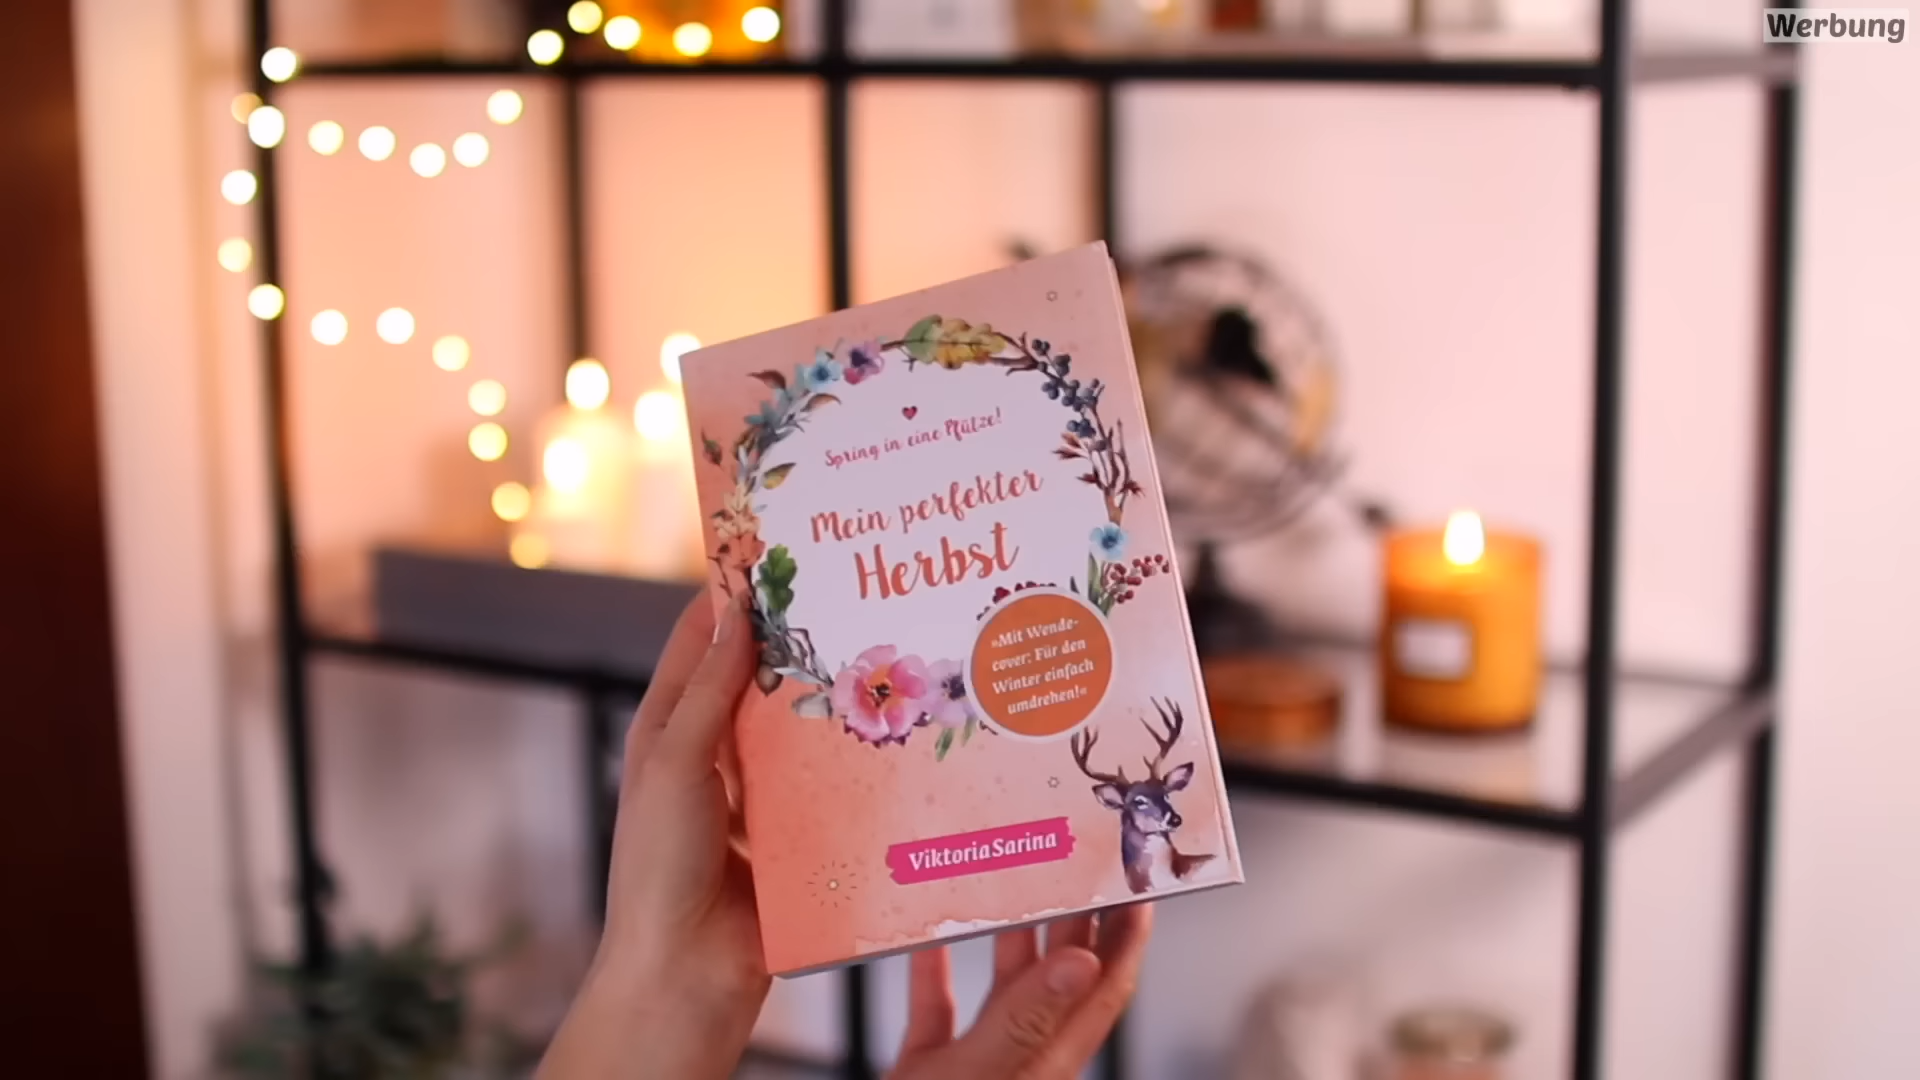 Werbung
Spring in eine Pfütze!
Mein perfekter
Herbst
»Mit Wende-
cover: Für den
Winter einfach
umdrehen!«
ViktoriaSarina